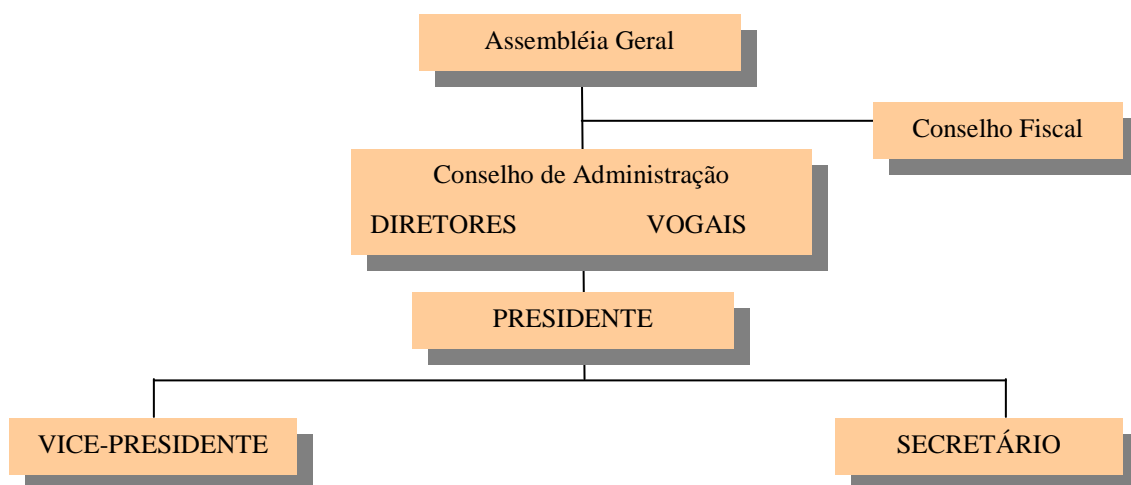 Assembléia Geral
Conselho Fiscal
Conselho de Administração
DIRETORES VOGAIS
PRESIDENTE
VICE-PRESIDENTE
SECRETÁRIO